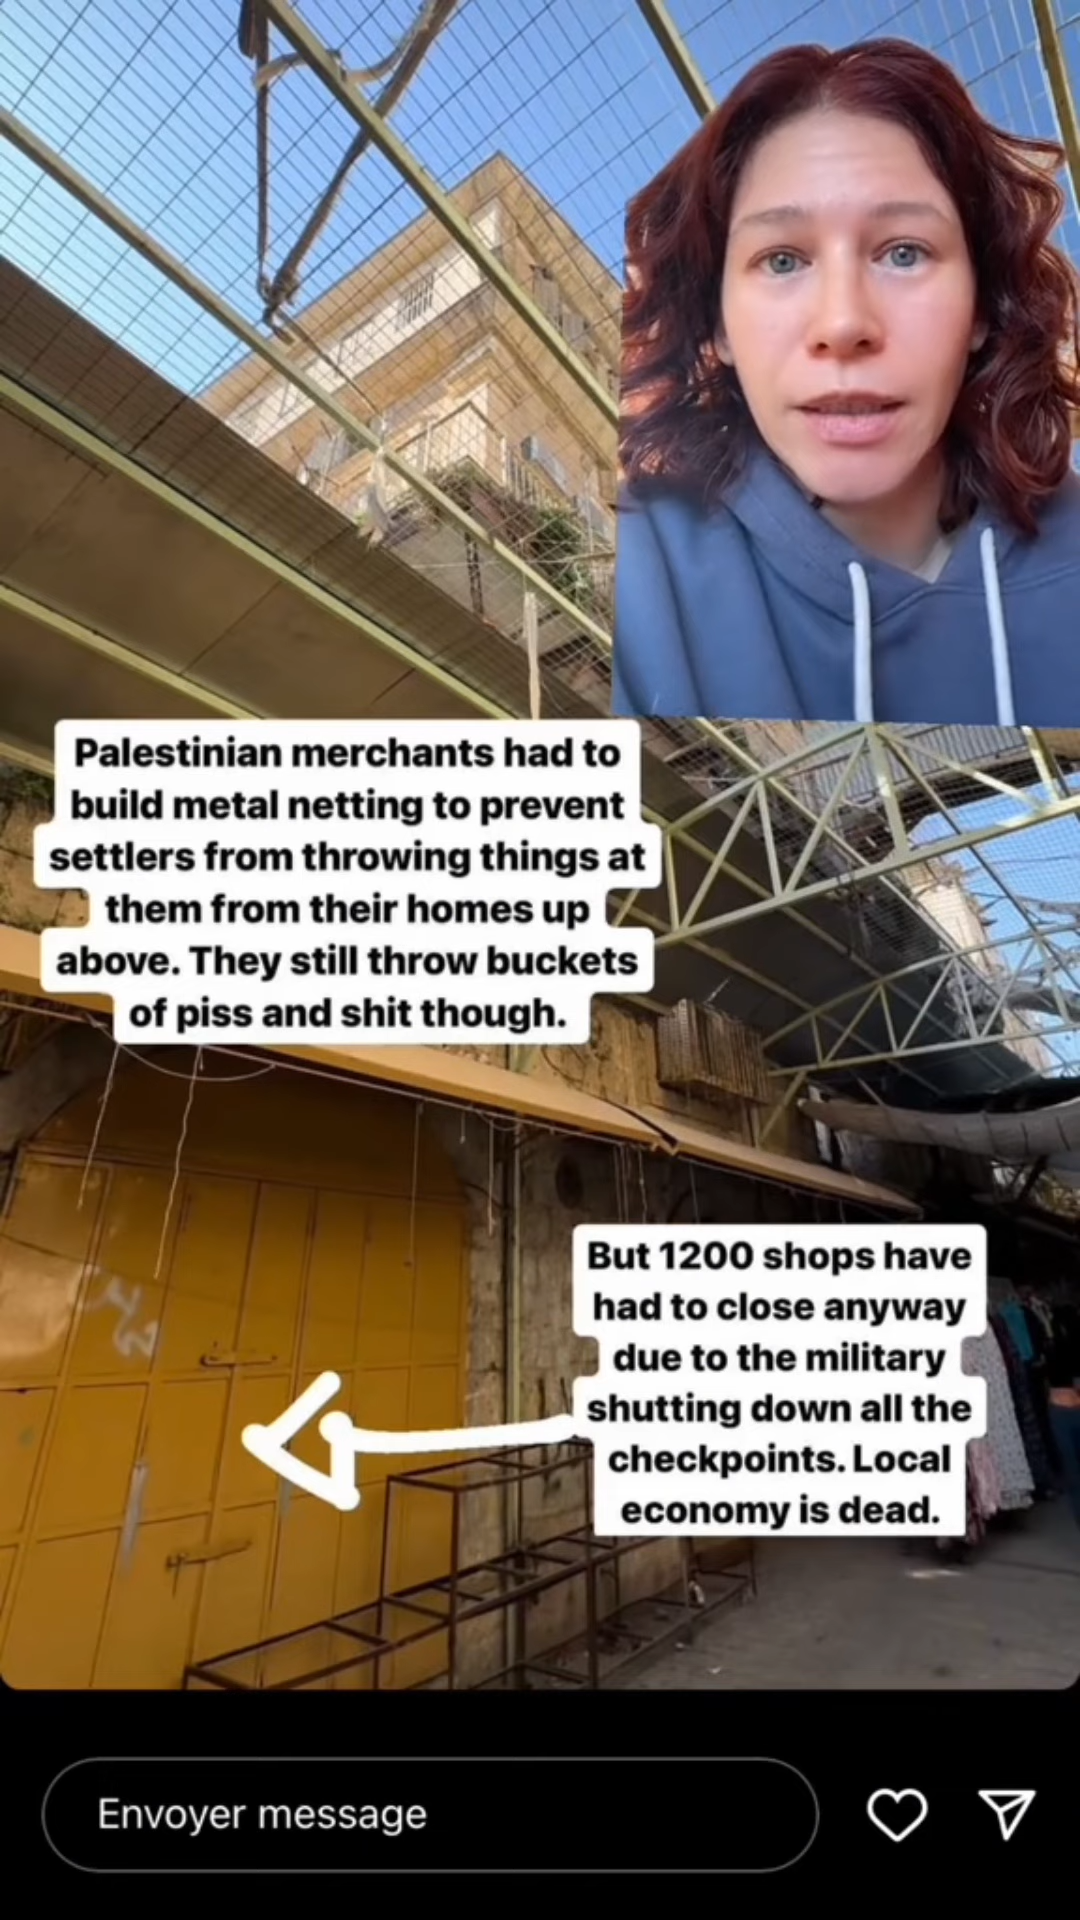 Palestinian merchants had to
build metal netting to prevent
settlers from throwing things at
them from their homes up
above. They still throw buckets
of piss and shit though.
But 1200 shops have
had to close anyway
due to the military
shutting down all the
checkpoints. Local
economy is dead.
Envoyer message